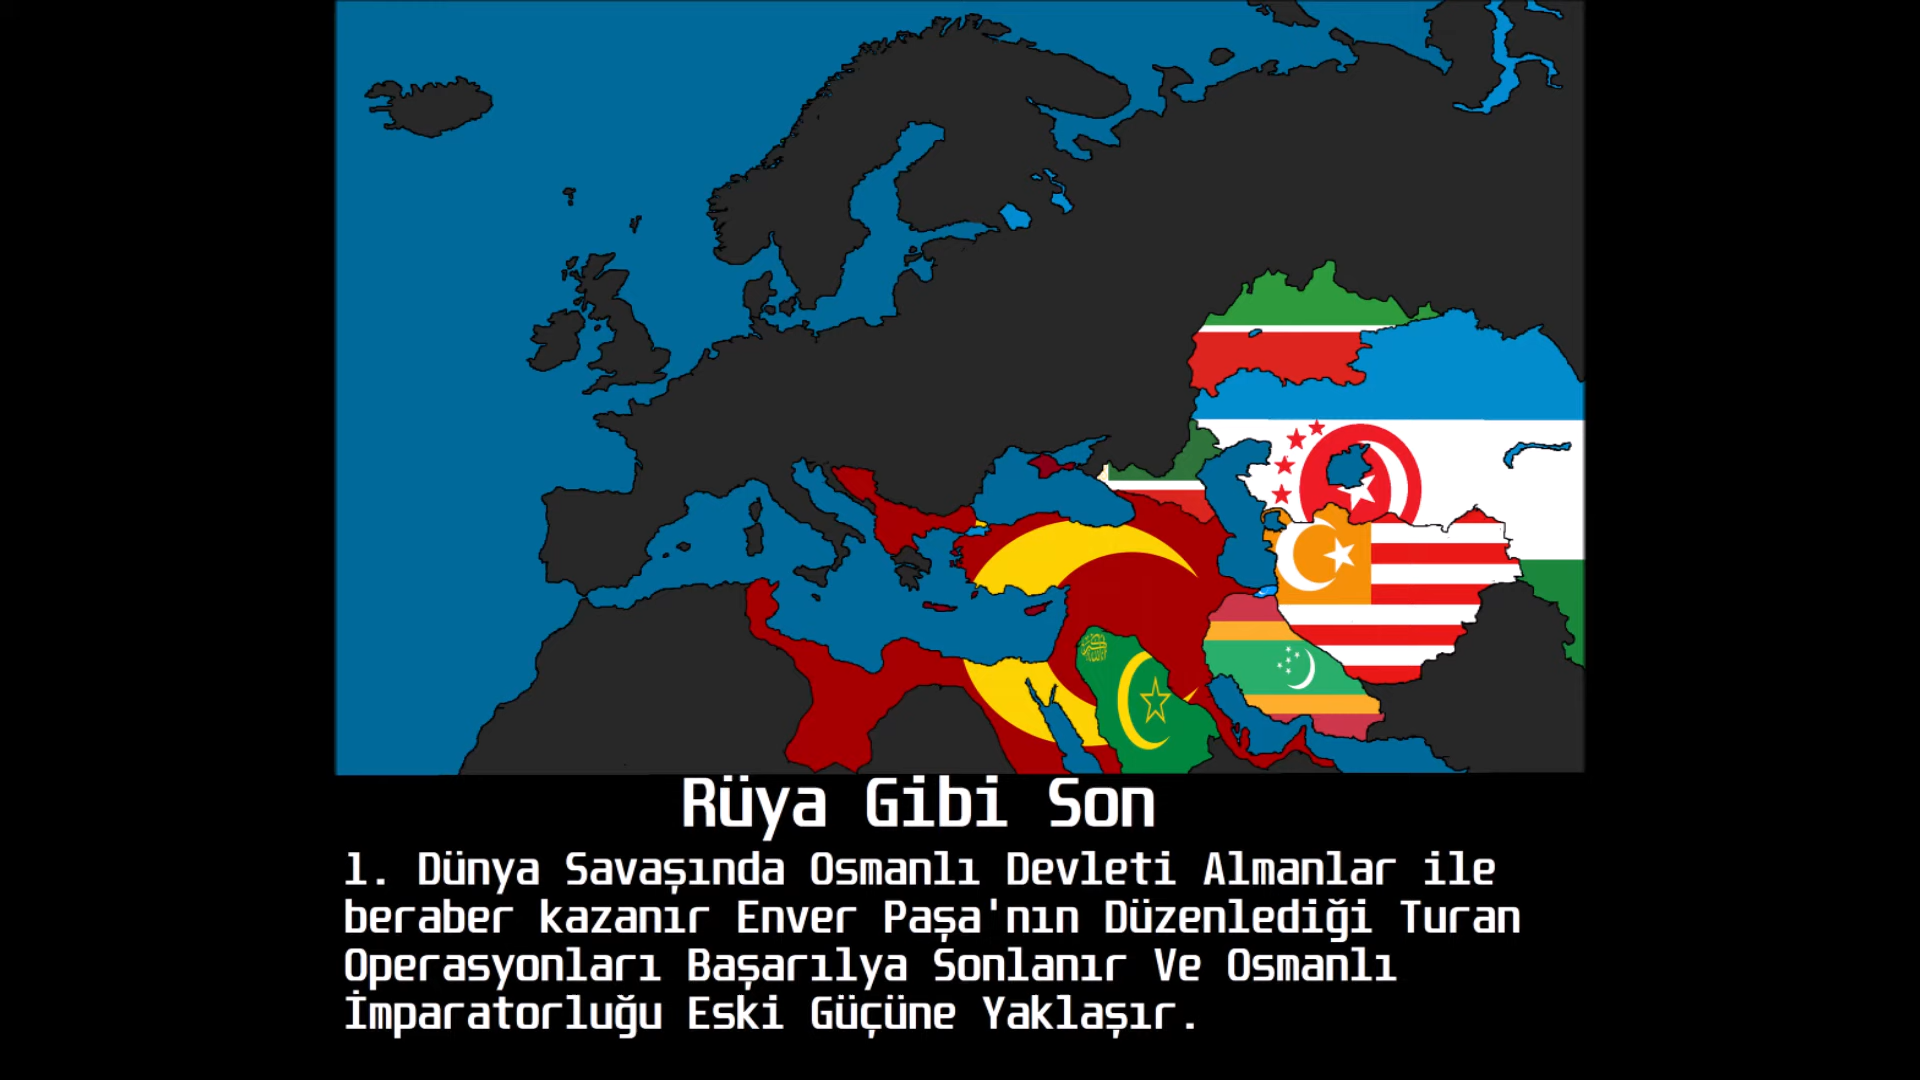 Rüya Gibi Son
1. Dünya Savaşında Osmanlı Devleti Almanlar ile
beraber kazanır Enver Paşa'nın Düzenlediği Turan
Operasyonları Başarılya Sonlanır Ve Osmanlı
İmparatorluğu Eski Güçüne Yaklaşır.